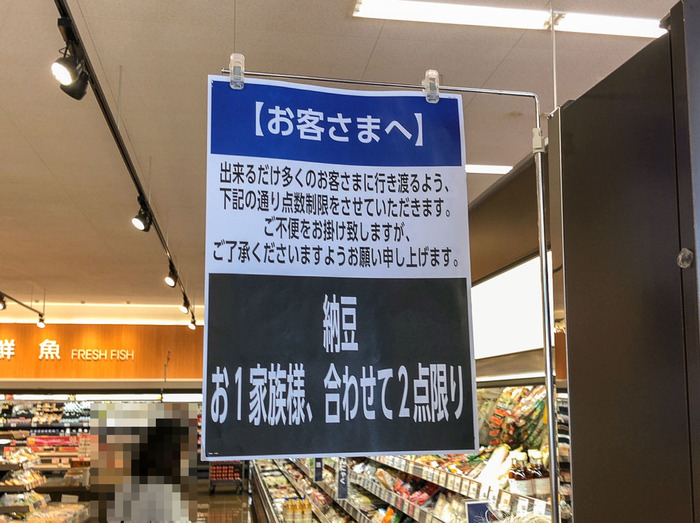 【お客さまへ】
出来るだけ多くのお客さまに行き渡るよう、
下記の通り点数制限をさせていただきます。
ご不便をお掛け致しますが、
ご了承くださいますようお願い申し上げます。
納豆
お1家族様、合わせて2点限り
鮮魚 FRESH FISH